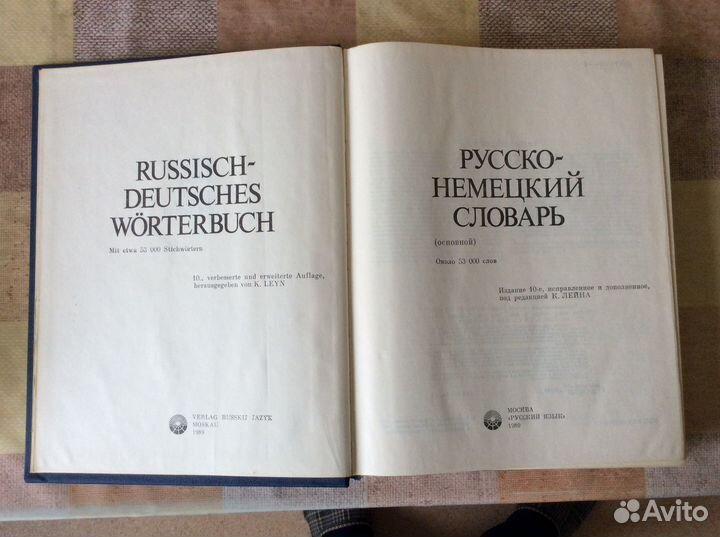 RUSSISCH-
DEUTSCHES
WÖRTERBUCH
Mit etwa 53 000 Stichwörtern
10., verbesserte und erweiterte Auflage,
herausgegeben von K. LEYN
VERLAG RUSSKIJ JAZYK
MOSKAU
1989
РУССКО-
НЕМЕЦКИЙ
СЛОВАРЬ
(основной)
Около 53 000 слов
Издание 10-е, исправленное и дополненное,
под редакцией К. ЛЕЙНА
МОСКВА
«РУССКИЙ ЯЗЫК»
1989
Avito